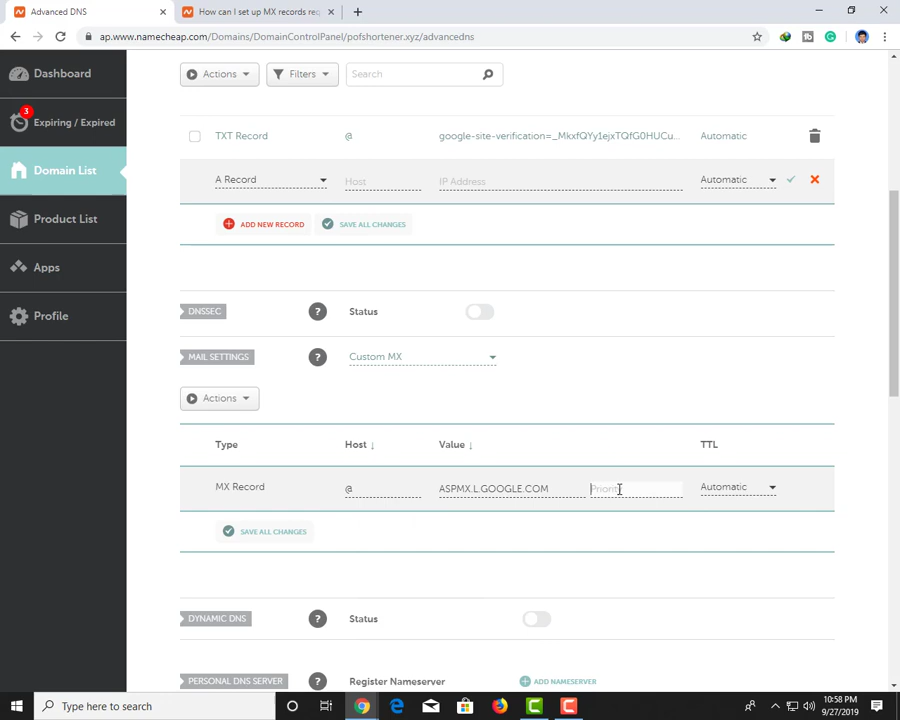 Advanced DNS
How can I set up MX records req
ap.www.namecheap.com/Domains/DomainControlPanel/pofshortener.xyz/advancedns
Dashboard
3
Expiring / Expired
Domain List
Product List
Apps
Profile
Actions
Filters
Search
TXT Record @ google-site-verification=_MkxfQYy1ejxTQfG0HUCu... Automatic
A Record Host IP Address Automatic
ADD NEW RECORD SAVE ALL CHANGES
DNSSEC ? Status
MAIL SETTINGS ? Custom MX
Actions
Type Host ↓ Value ↓ TTL
MX Record @ ASPMX.L.GOOGLE.COM Priority Automatic
SAVE ALL CHANGES
DYNAMIC DNS ? Status
PERSONAL DNS SERVER ? Register Nameserver ADD NAMESERVER
Type here to search
10:58 PM
9/27/2019